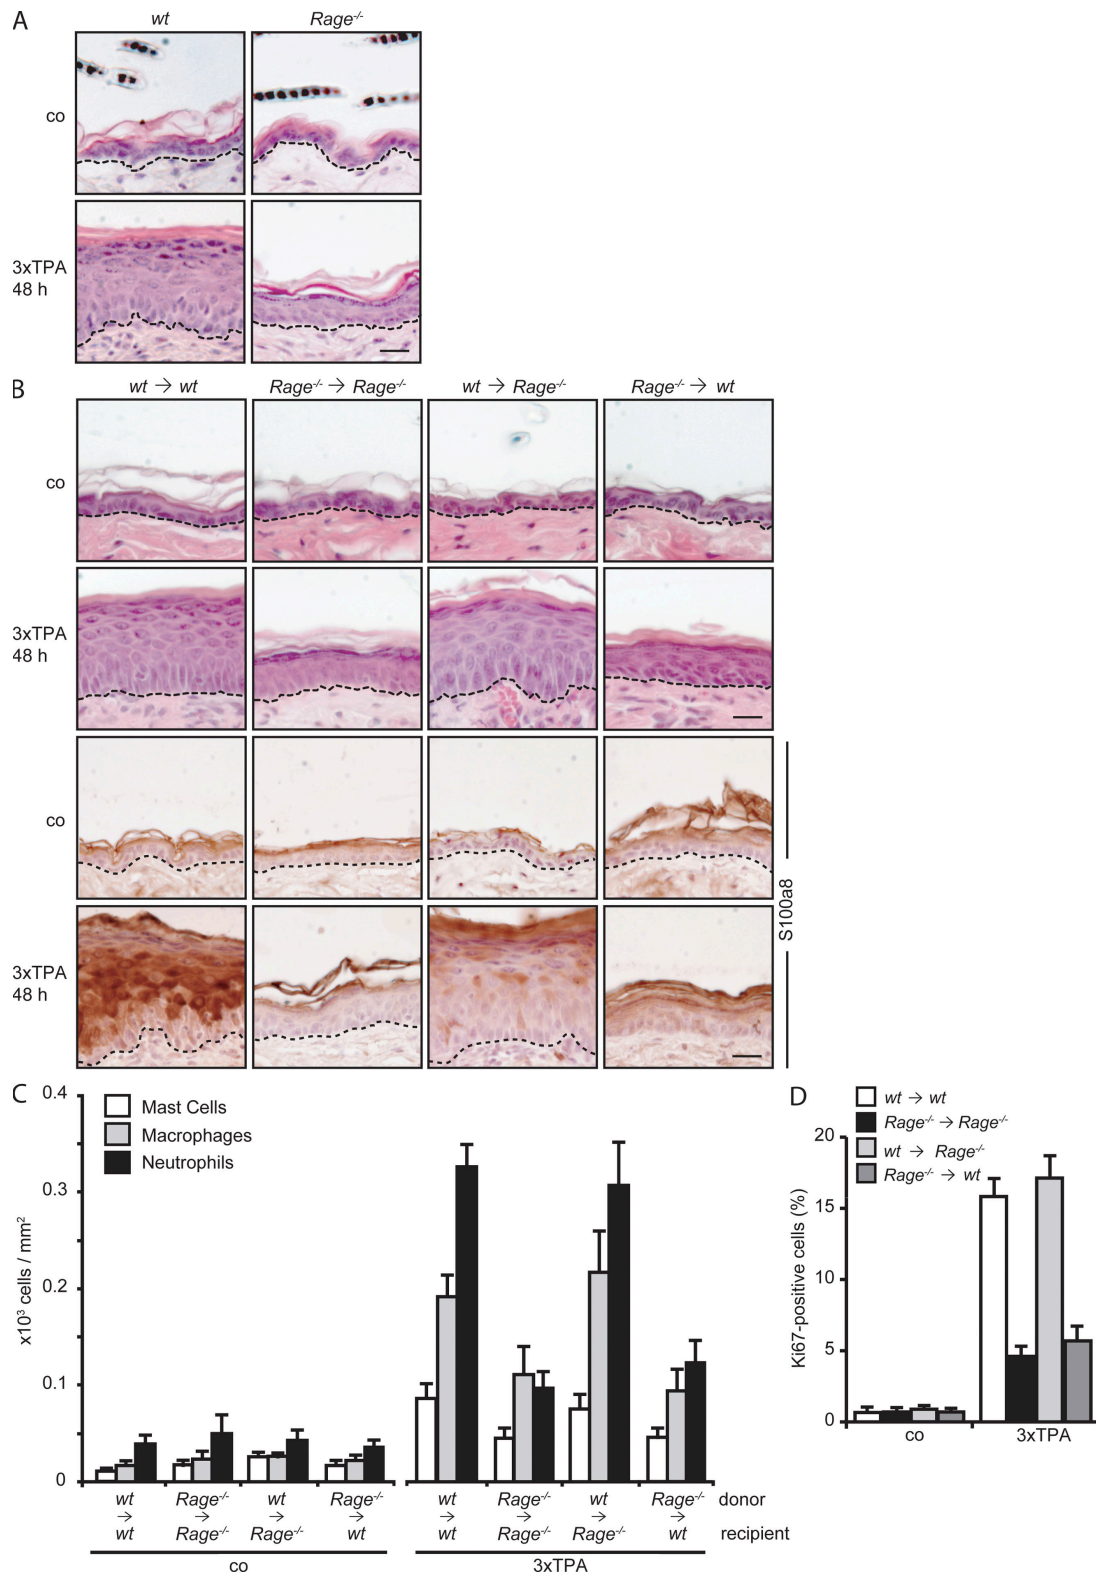 A
wt Rage-/-
co
3xTPA
48 h
B
wt → wt Rage-/- → Rage-/- wt → Rage-/- Rage-/- → wt
co
3xTPA
48 h
co
3xTPA
48 h
S100a8
C
0.4
0.3
0.2
0.1
0
x10³ cells / mm²
Mast Cells
Macrophages
Neutrophils
wt Rage-/- wt Rage-/- wt Rage-/- wt Rage-/- donor
→ → → → → → → →
wt Rage-/- Rage-/- wt wt Rage-/- Rage-/- wt recipient
co 3xTPA
D
wt → wt
Rage-/- → Rage-/-
wt → Rage-/-
Rage-/- → wt
20
15
10
5
0
Ki67-positive cells (%)
co 3xTPA